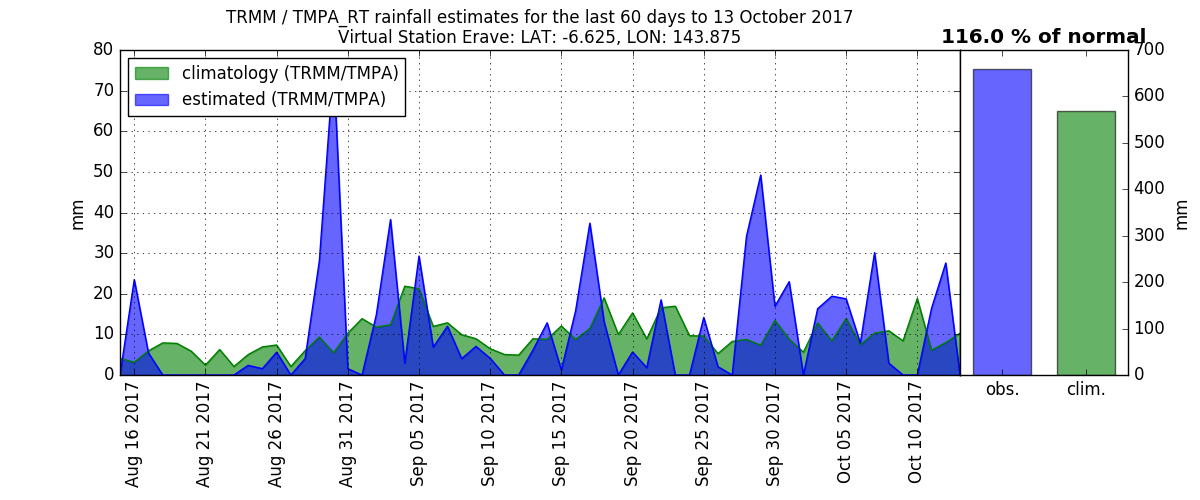 TRMM / TMPA_RT rainfall estimates for the last 60 days to 13 October 2017
Virtual Station Erave: LAT: -6.625, LON: 143.875
116.0 % of normal
climatology (TRMM/TMPA)
estimated (TRMM/TMPA)
mm
80
70
60
50
40
30
20
10
0
Aug 16 2017
Aug 21 2017
Aug 26 2017
Aug 31 2017
Sep 05 2017
Sep 10 2017
Sep 15 2017
Sep 20 2017
Sep 25 2017
Sep 30 2017
Oct 05 2017
Oct 10 2017
obs.
clim.
700
600
500
400
300
200
100
0
mm